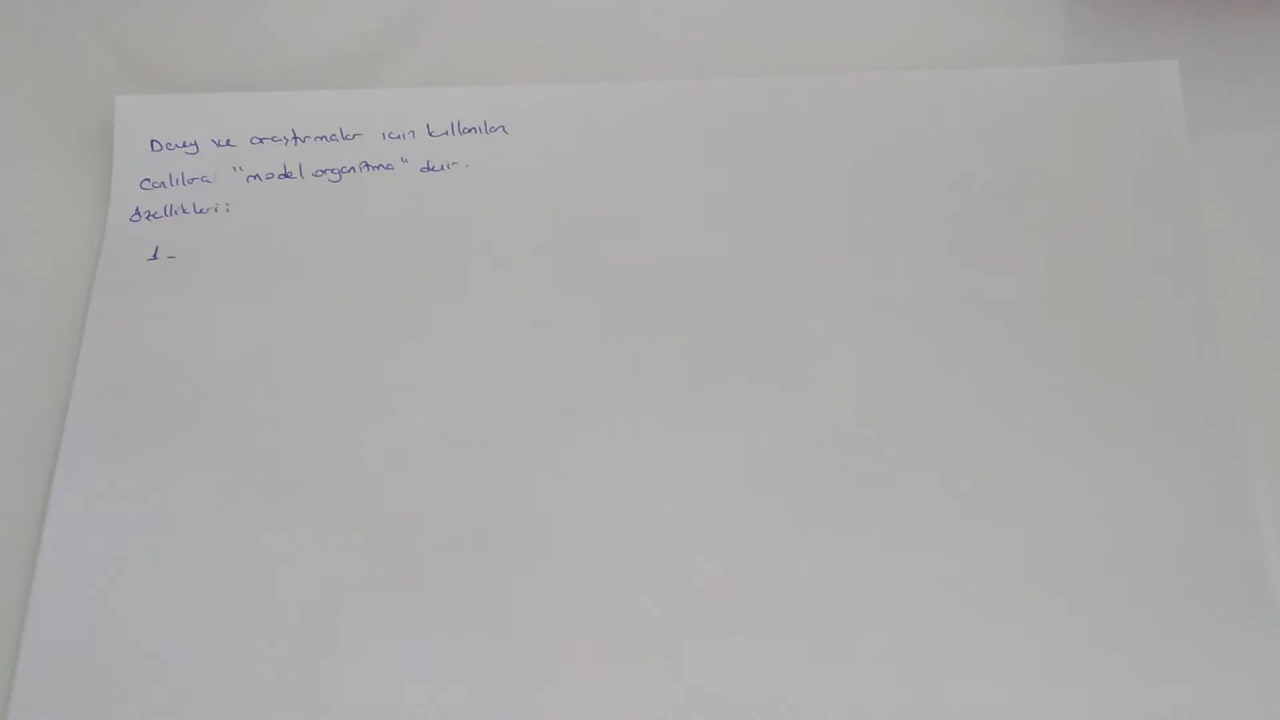 Deney ve araştırmalar için kullanılan
canlılara "model organizma" denir.
Özellikleri:
1-